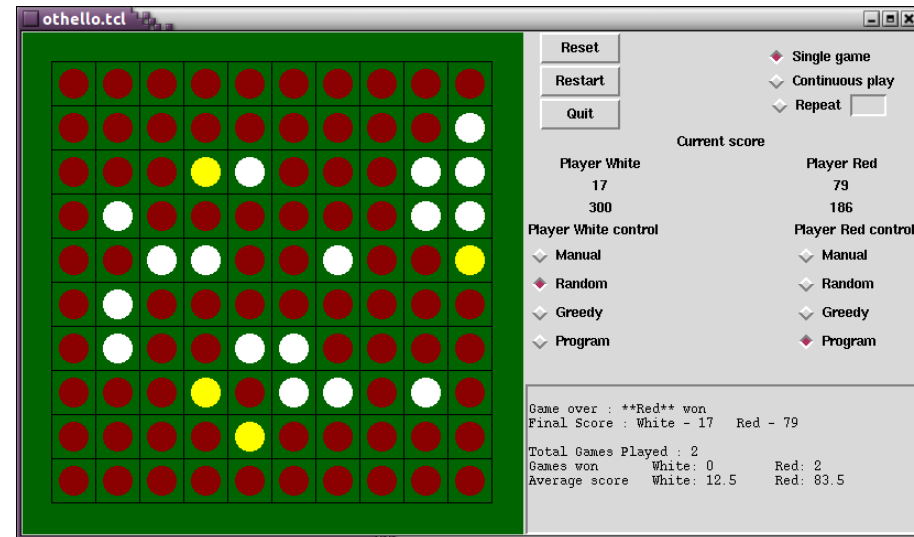 othello.tcl
Reset
Restart
Quit
Single game
Continuous play
Repeat
Current score
Player White Player Red
17 79
300 186
Player White control Player Red control
Manual Manual
Random Random
Greedy Greedy
Program Program
Game over : **Red** won
Final Score : White - 17 Red - 79
Total Games Played : 2
Games won White: 0 Red: 2
Average score White: 12.5 Red: 83.5